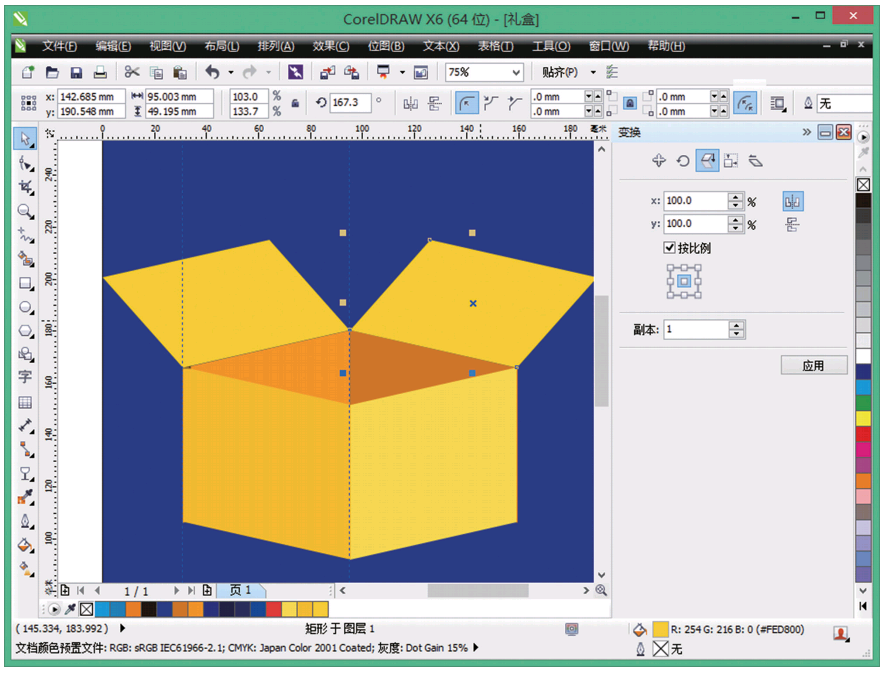 CorelDRAW X6 (64 位) - [礼盒]
文件(F) 编辑(E) 视图(V) 布局(L) 排列(A) 效果(C) 位图(B) 文本(X) 表格(T) 工具(O) 窗口(W) 帮助(H)
75% 贴齐(P)
x: 142.685 mm 95.003 mm 103.0 % 167.3 ° .0 mm .0 mm 无
y: 190.548 mm 49.195 mm 133.7 % .0 mm .0 mm
0 20 40 60 80 100 120 140 160 180 毫米
变换
240
220
200
180
160
140
120
100
x: 100.0 %
y: 100.0 %
按比例
副本: 1
应用
字
1 / 1 页 1
(145.334, 183.992) 矩形 于 图层 1 R: 254 G: 216 B: 0 (#FED800)
文档颜色预置文件: RGB: sRGB IEC61966-2.1; CMYK: Japan Color 2001 Coated; 灰度: Dot Gain 15% 无